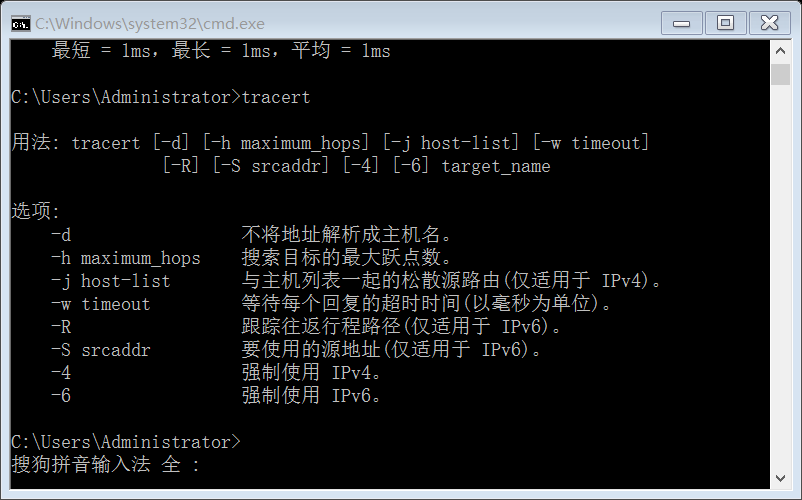 C:\Windows\system32\cmd.exe
最短 = 1ms，最长 = 1ms，平均 = 1ms
C:\Users\Administrator>tracert
用法: tracert [-d] [-h maximum_hops] [-j host-list] [-w timeout]
[-R] [-S srcaddr] [-4] [-6] target_name
选项:
-d 不将地址解析成主机名。
-h maximum_hops 搜索目标的最大跃点数。
-j host-list 与主机列表一起的松散源路由(仅适用于 IPv4)。
-w timeout 等待每个回复的超时时间(以毫秒为单位)。
-R 跟踪往返行程路径(仅适用于 IPv6)。
-S srcaddr 要使用的源地址(仅适用于 IPv6)。
-4 强制使用 IPv4。
-6 强制使用 IPv6。
C:\Users\Administrator>
搜狗拼音输入法 全 :